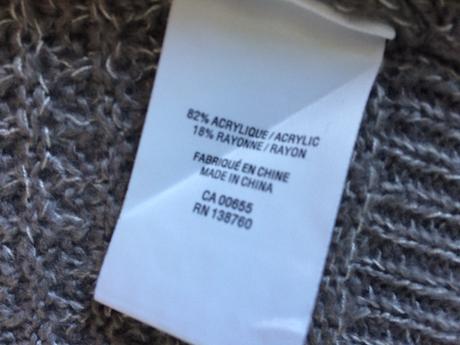 82% ACRYLIQUE/ACRYLIC
18% RAYONNE/RAYON
FABRIQUÉ EN CHINE
MADE IN CHINA
CA 00655
RN 138760